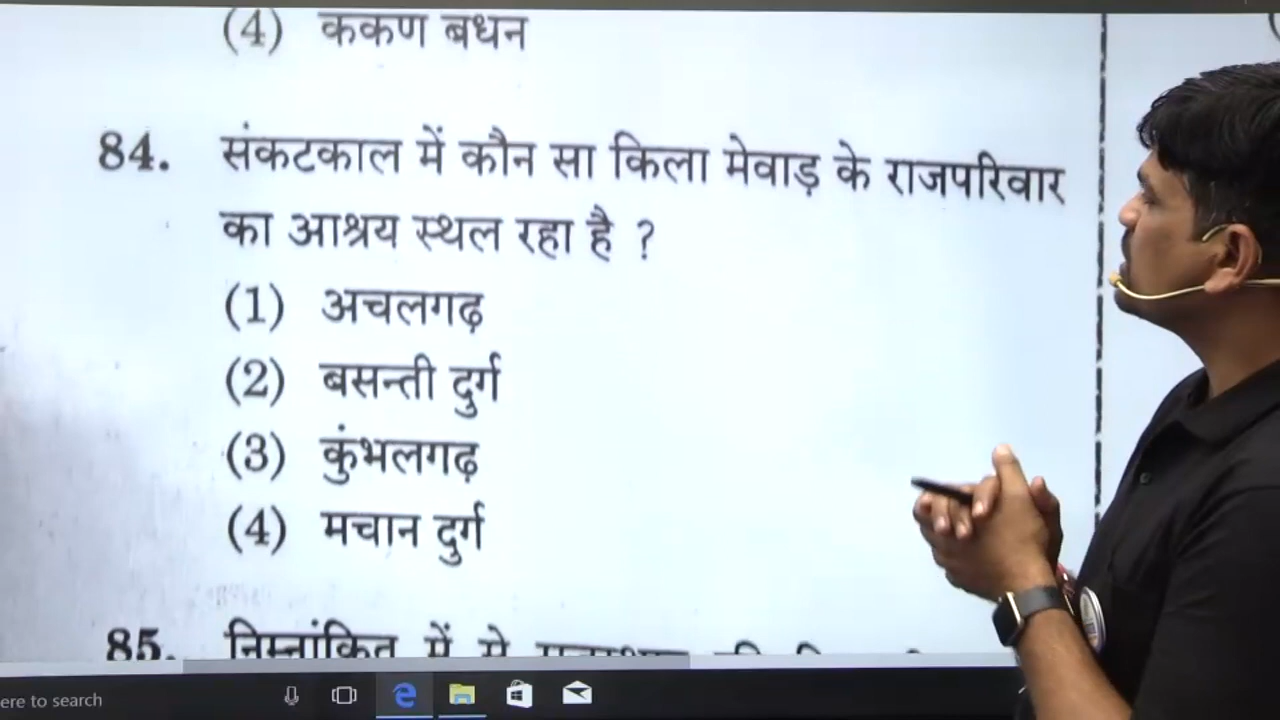 (4) ककण बधन
84. संकटकाल में कौन सा किला मेवाड़ के राजपरिवार
का आश्रय स्थल रहा है ?
(1) अचलगढ़
(2) बसन्ती दुर्ग
(3) कुंभलगढ़
(4) मचान दुर्ग
85. निम्नांकित में से
ere to search